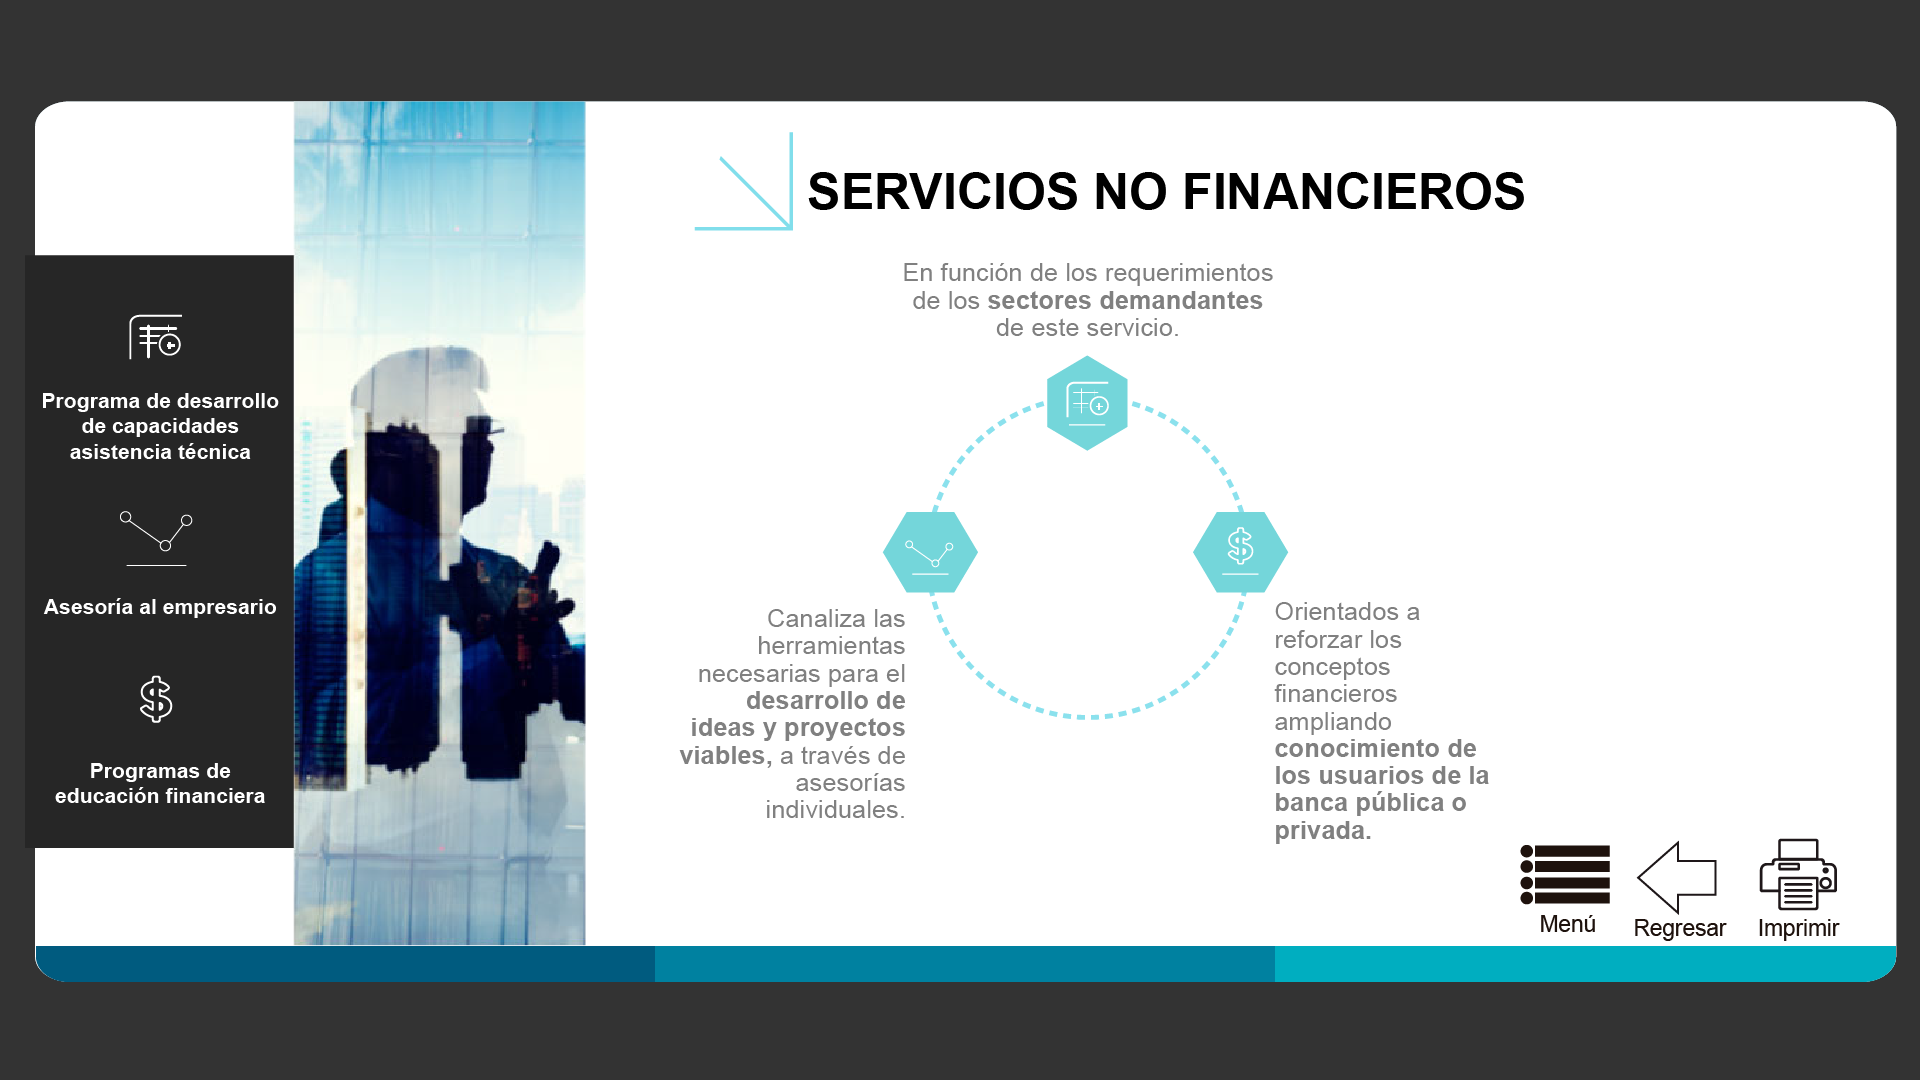 SERVICIOS NO FINANCIEROS
Programa de desarrollo
de capacidades
asistencia técnica
Asesoría al empresario
Programas de
educación financiera
En función de los requerimientos
de los sectores demandantes
de este servicio.
Canaliza las
herramientas
necesarias para el
desarrollo de
ideas y proyectos
viables, a través de
asesorías
individuales.
Orientados a
reforzar los
conceptos
financieros
ampliando
conocimiento de
los usuarios de la
banca pública o
privada.
Menú
Regresar
Imprimir